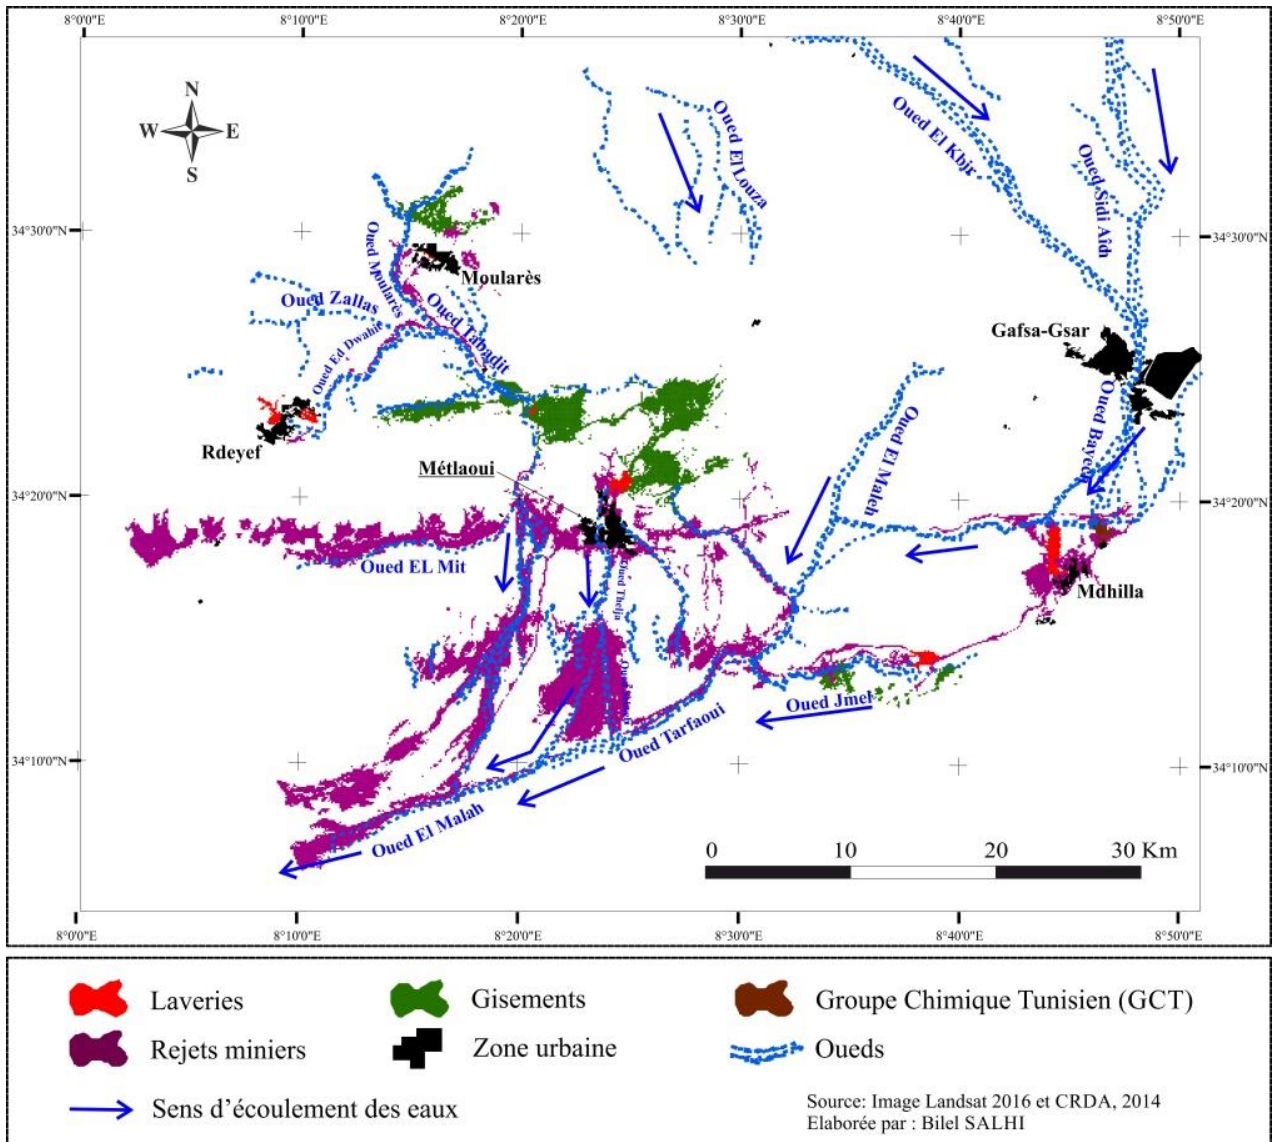 8°0'0"E 8°10'0"E 8°20'0"E 8°30'0"E 8°40'0"E 8°50'0"E
N
W E
S
Oued El Kbir
Oued El Louza
Oued Sidi Aîdh
34°30'0"N 34°30'0"N
Oued Moularès
Moularès
Oued Zallas
Oued Tabadit
Oued Ed Dwahit
Gafsa-Gsar
Oued Bayech
Rdeyef
Oued El Maleh
Métlaoui
34°20'0"N 34°20'0"N
Oued EL Mit
Oued Thelja
Mdhilla
Oued Jmel
Oued Tarfaoui
34°10'0"N 34°10'0"N
Oued El Malah
0 10 20 30 Km
8°0'0"E 8°10'0"E 8°20'0"E 8°30'0"E 8°40'0"E 8°50'0"E
Laveries Gisements Groupe Chimique Tunisien (GCT)
Rejets miniers Zone urbaine Oueds
Sens d'écoulement des eaux
Source: Image Landsat 2016 et CRDA, 2014
Elaborée par : Bilel SALHI